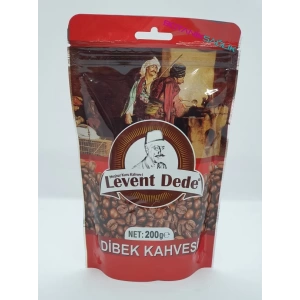 Levent Dede
NET: 200g℮
DİBEK KAHVESİ